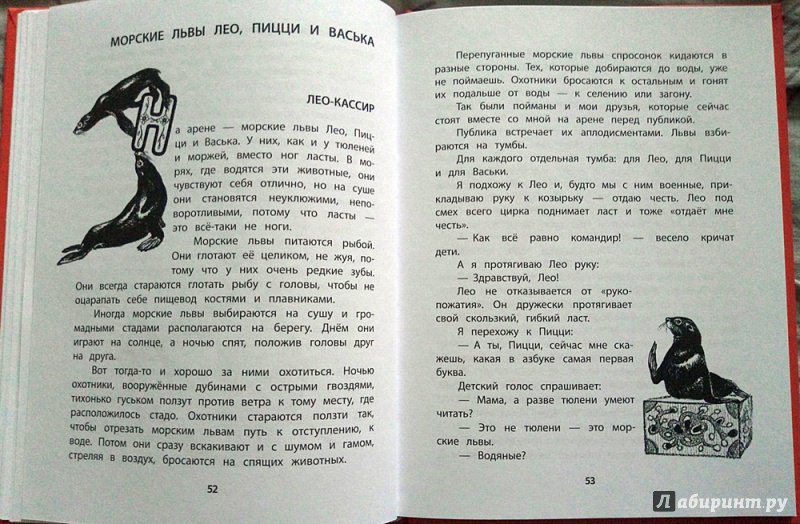 МОРСКИЕ ЛЬВЫ ЛЕО, ПИЦЦИ И ВАСЬКА
ЛЕО-КАССИР
На арене — морские львы Лео, Пиц-
ци и Васька. У них, как и у тюленей
и моржей, вместо ног ласты. В мо-
рях, где водятся эти животные, они
чувствуют себя отлично, но на суше
они становятся неуклюжими, непо-
воротливыми, потому что ласты —
это всё-таки не ноги.
Морские львы питаются рыбой.
Они глотают её целиком, не жуя, по-
тому что у них очень редкие зубы.
Они всегда стараются глотать рыбу с головы, чтобы не
оцарапать себе пищевод костями и плавниками.
Иногда морские львы выбираются на сушу и гро-
мадными стадами располагаются на берегу. Днём они
играют на солнце, а ночью спят, положив головы друг
на друга.
Вот тогда-то и хорошо за ними охотиться. Ночью
охотники, вооружённые дубинами с острыми гвоздями,
тихонько гуськом ползут против ветра к тому месту, где
расположилось стадо. Охотники стараются ползти так,
чтобы отрезать морским львам путь к отступлению, к
воде. Потом они сразу вскакивают и с шумом и гамом,
стреляя в воздух, бросаются на спящих животных.
52
Перепуганные морские львы спросонок кидаются в
разные стороны. Тех, которые добираются до воды, уже
не поймаешь. Охотники бросаются к остальным и гонят
их подальше от воды — к селению или загону.
Так были пойманы и мои друзья, которые сейчас
стоят вместе со мной на арене перед публикой.
Публика встречает их аплодисментами. Львы взби-
раются на тумбы.
Для каждого отдельная тумба: для Лео, для Пицци
и для Васьки.
Я подхожу к Лео и, будто мы с ним военные, при-
кладываю руку к козырьку — отдаю честь. Лео под
смех всего цирка поднимает ласт и тоже «отдаёт мне
честь».
— Как всё равно командир! — весело кричат
дети.
А я протягиваю Лео руку:
— Здравствуй, Лео!
Лео не отказывается от «руко-
пожатия». Он дружески протягивает
свой скользкий, гибкий ласт.
Я перехожу к Пицци:
— А ты, Пицци, сейчас мне ска-
жешь, какая в азбуке самая первая
буква.
Детский голос спрашивает:
— Мама, а разве тюлени умеют
читать?
— Это не тюлени — это мор-
ские львы.
— Водяные?
53
Лабиринт.ру